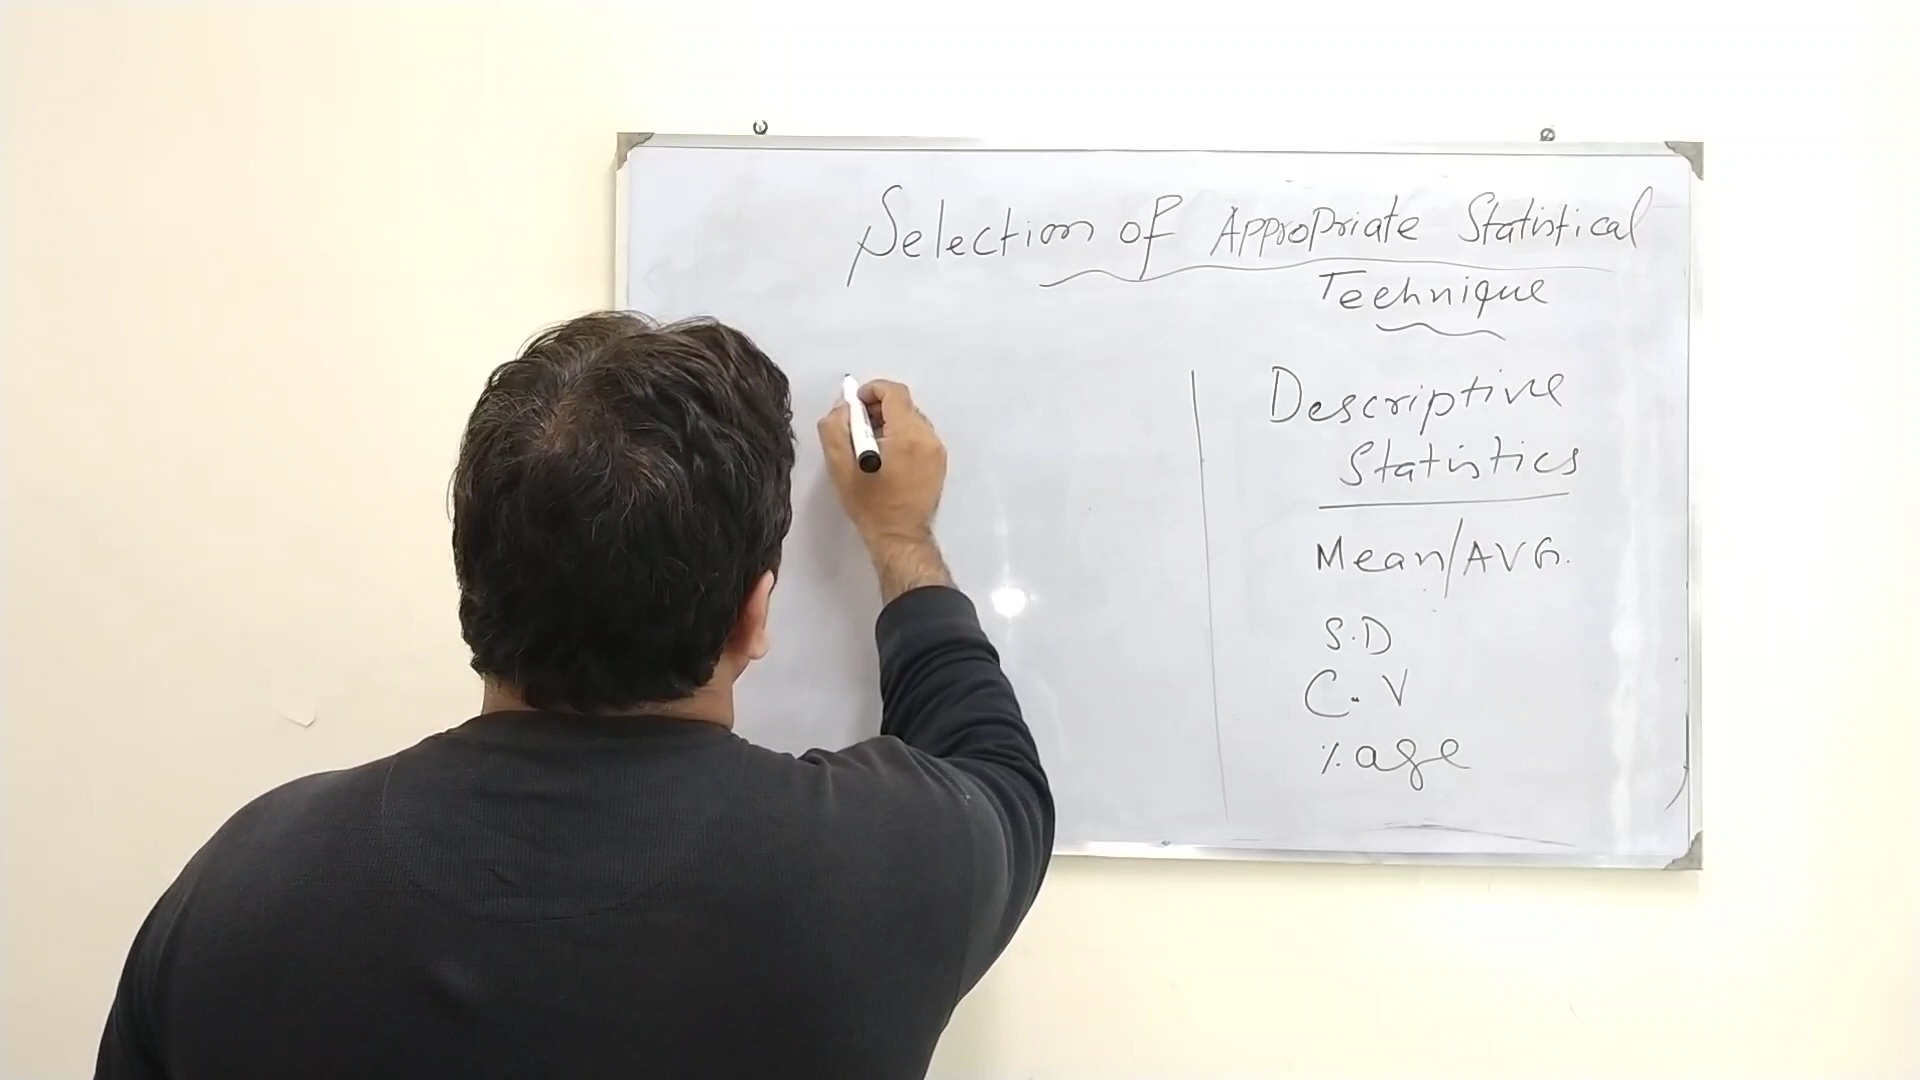 Selection of Appropriate Statistical
Technique
Descriptive
Statistics
Mean/AVG.
S.D
C.V
%age